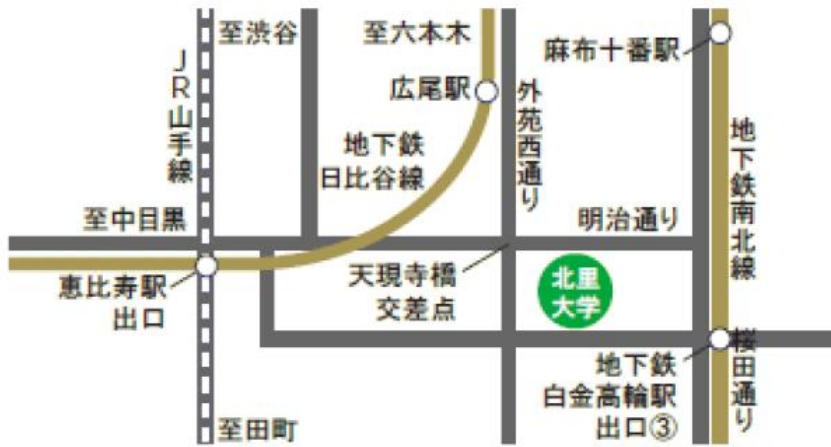 至渋谷
至六本木
麻布十番駅
JR山手線
広尾駅
外苑西通り
地下鉄
日比谷線
地下鉄南北線
至中目黒
明治通り
恵比寿駅
出口
天現寺橋
交差点
北里
大学
地下鉄
白金高輪駅
出口③
桜田通り
至田町